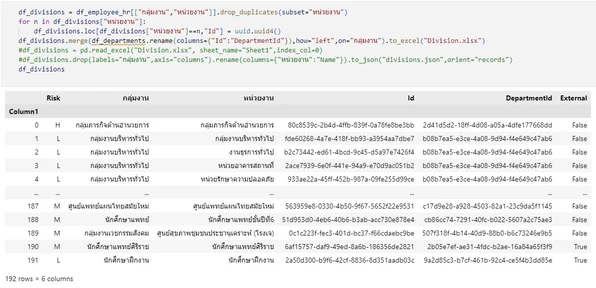 df_divisions = df_employee_hr[["กลุ่มงาน","หน่วยงาน"]].drop_duplicates(subset="หน่วยงาน")
for n in df_divisions["หน่วยงาน"]:
df_divisions.loc[df_divisions["หน่วยงาน"]==n,"Id"] = uuid.uuid4()
df_divisions.merge(df_departments.rename(columns={"Id":"DepartmentId"}),how="left",on="กลุ่มงาน").to_excel("Division.xlsx")
#df_divisions = pd.read_excel("Division.xlsx", sheet_name="Sheet1",index_col=0)
#df_divisions.drop(labels="กลุ่มงาน",axis="columns").rename(columns={"หน่วยงาน":"Name"}).to_json("divisions.json",orient="records")
df_divisions
Risk กลุ่มงาน หน่วยงาน Id DepartmentId External
Column1
0 H กลุ่มภารกิจด้านอำนวยการ กลุ่มภารกิจด้านอำนวยการ 80c8539c-2b4d-4ffb-839f-0a78fe8be3bb 2d41d5d2-18ff-4d08-a05a-4dfe177668dd False
1 L กลุ่มงานบริหารทั่วไป กลุ่มงานบริหารทั่วไป fde60268-4a7e-418f-bb93-a3954aa7dbe7 b08b7ea5-e3ce-4a08-9d94-f4e649c47ab6 False
2 L กลุ่มงานบริหารทั่วไป งานธุรการทั่วไป b2c73442-ed61-4bcd-9c45-d5a97e7426f4 b08b7ea5-e3ce-4a08-9d94-f4e649c47ab6 False
3 L กลุ่มงานบริหารทั่วไป หน่วยอาคารสถานที่ 2ace7939-6e0f-441e-94a9-e70d9ac051b2 b08b7ea5-e3ce-4a08-9d94-f4e649c47ab6 False
4 L กลุ่มงานบริหารทั่วไป หน่วยรักษาความปลอดภัย 933ae22a-45ff-452b-987a-09fe255d99ce b08b7ea5-e3ce-4a08-9d94-f4e649c47ab6 False
... ... ... ... ... ... ...
187 M ศูนย์แพทย์แผนไทยสมัยใหม่ ศูนย์แพทย์แผนไทยสมัยใหม่ 563959e8-0330-4b50-9f67-5652f22e9531 c17d9e28-a928-4503-82a1-23c9da5f1145 False
188 M นักศึกษาแพทย์ นักศึกษาแพทย์ชั้นปีที่6 51d953d0-4eb6-40b6-b3ab-acc730e878e4 cb86cc74-7291-40fc-b022-5607a2c75ae3 False
189 M กลุ่มงานเวชกรรมสังคม ศูนย์สุขภาพชุมชนประชานุเคราะห์ (โรงเจ) 0c1c223f-fec3-401d-bc37-f66cdaebc9be 507f318f-4b14-40d9-88b0-b6c73246e9b5 False
190 M นักศึกษาแพทย์ศิริราช นักศึกษาแพทย์ศิริราช 6af15757-daf9-49ed-8a6b-186356de2821 2b05e7ef-ae31-4fdc-b2ae-16a84a65f3f9 True
191 L นักศึกษาฝึกงาน นักศึกษาฝึกงาน 2a50d300-b9f6-42cf-8836-8d351aadb03c 9a2d85c3-b7cf-461b-92c4-ce5f4b3dd85e True
192 rows × 6 columns